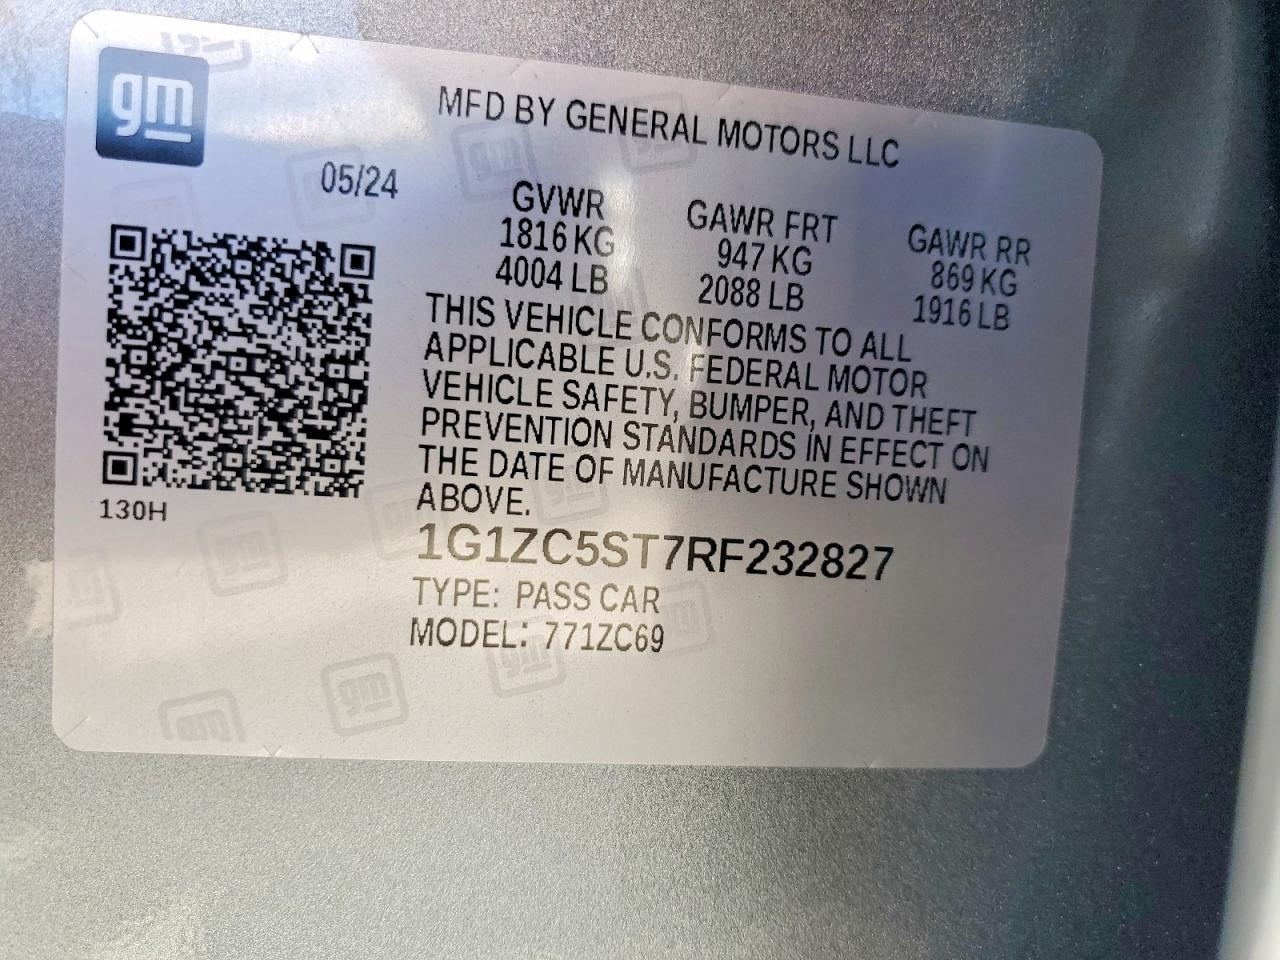 gm
MFD BY GENERAL MOTORS LLC
05/24
GVWR GAWR FRT GAWR RR
1816 KG 947 KG 869 KG
4004 LB 2088 LB 1916 LB
THIS VEHICLE CONFORMS TO ALL
APPLICABLE U.S. FEDERAL MOTOR
VEHICLE SAFETY, BUMPER, AND THEFT
PREVENTION STANDARDS IN EFFECT ON
THE DATE OF MANUFACTURE SHOWN
ABOVE.
130H
1G1ZC5ST7RF232827
TYPE: PASS CAR
MODEL: 771ZC69